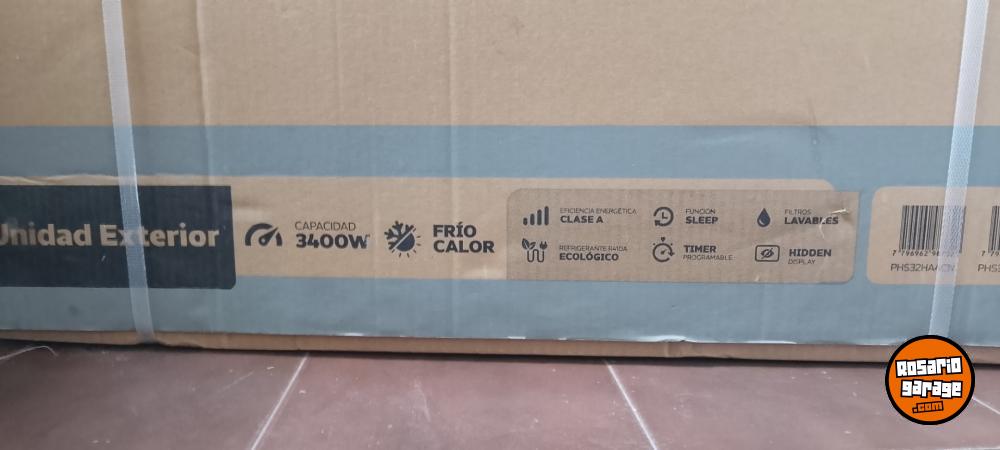 Unidad Exterior
CAPACIDAD
3400W
FRÍO
CALOR
EFICIENCIA ENERGÉTICA
CLASE A
REFRIGERANTE R410A
ECOLÓGICO
FUNCIÓN
SLEEP
TIMER
PROGRAMABLE
FILTROS
LAVABLES
HIDDEN
DISPLAY
Rosario
garage
.com